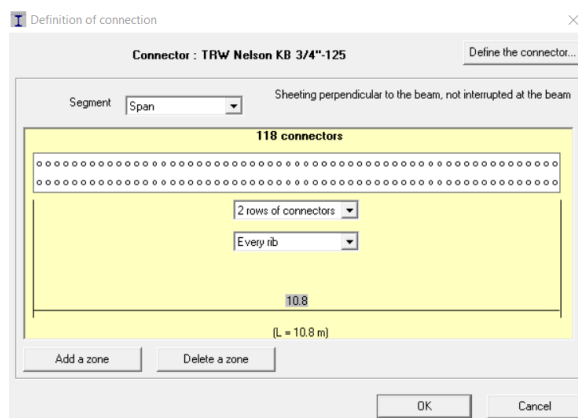 Definition of connection
Connector : TRW Nelson KB 3/4"-125
Define the connector...
Segment
Span
Sheeting perpendicular to the beam, not interrupted at the beam
118 connectors
2 rows of connectors
Every rib
10.8
(L = 10.8 m)
Add a zone
Delete a zone
OK
Cancel